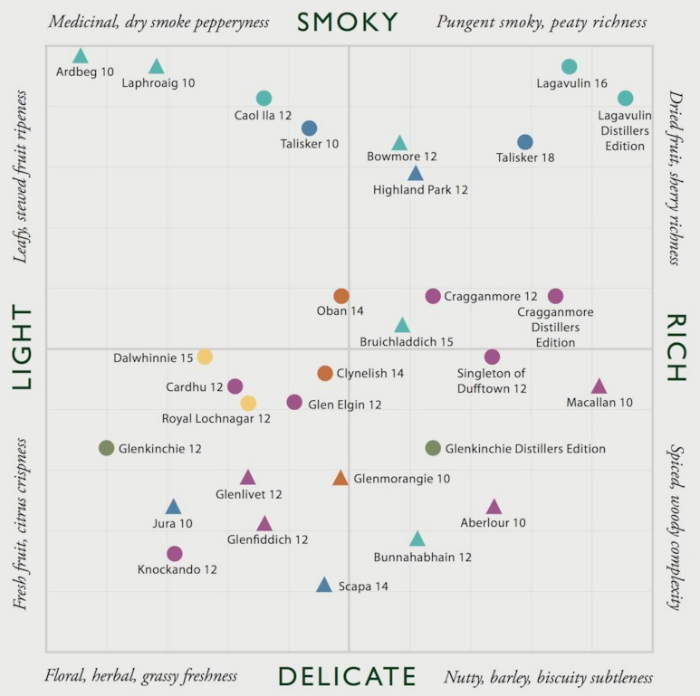 Medicinal, dry smoke pepperyness
SMOKY
Pungent smoky, peaty richness
Ardbeg 10
Laphroaig 10
Lagavulin 16
Caol Ila 12
Lagavulin
Distillers
Edition
Talisker 10
Bowmore 12
Talisker 18
Highland Park 12
Leafy, stewed fruit ripeness
Dried fruit, sherry richness
Oban 14
Cragganmore 12
Cragganmore
Distillers
Edition
Bruichladdich 15
LIGHT
RICH
Dalwhinnie 15
Clynelish 14
Singleton of
Dufftown 12
Cardhu 12
Macallan 10
Royal Lochnagar 12
Glen Elgin 12
Glenkinchie 12
Glenkinchie Distillers Edition
Glenlivet 12
Glenmorangie 10
Jura 10
Aberlour 10
Glenfiddich 12
Bunnahabhain 12
Knockando 12
Scapa 14
Fresh fruit, citrus crispness
Spiced, woody complexity
Floral, herbal, grassy freshness
DELICATE
Nutty, barley, biscuity subtleness